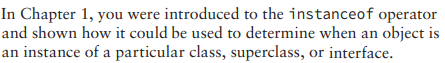 In Chapter 1, you were introduced to the instanceof operator
and shown how it could be used to determine when an object is
an instance of a particular class, superclass, or interface.